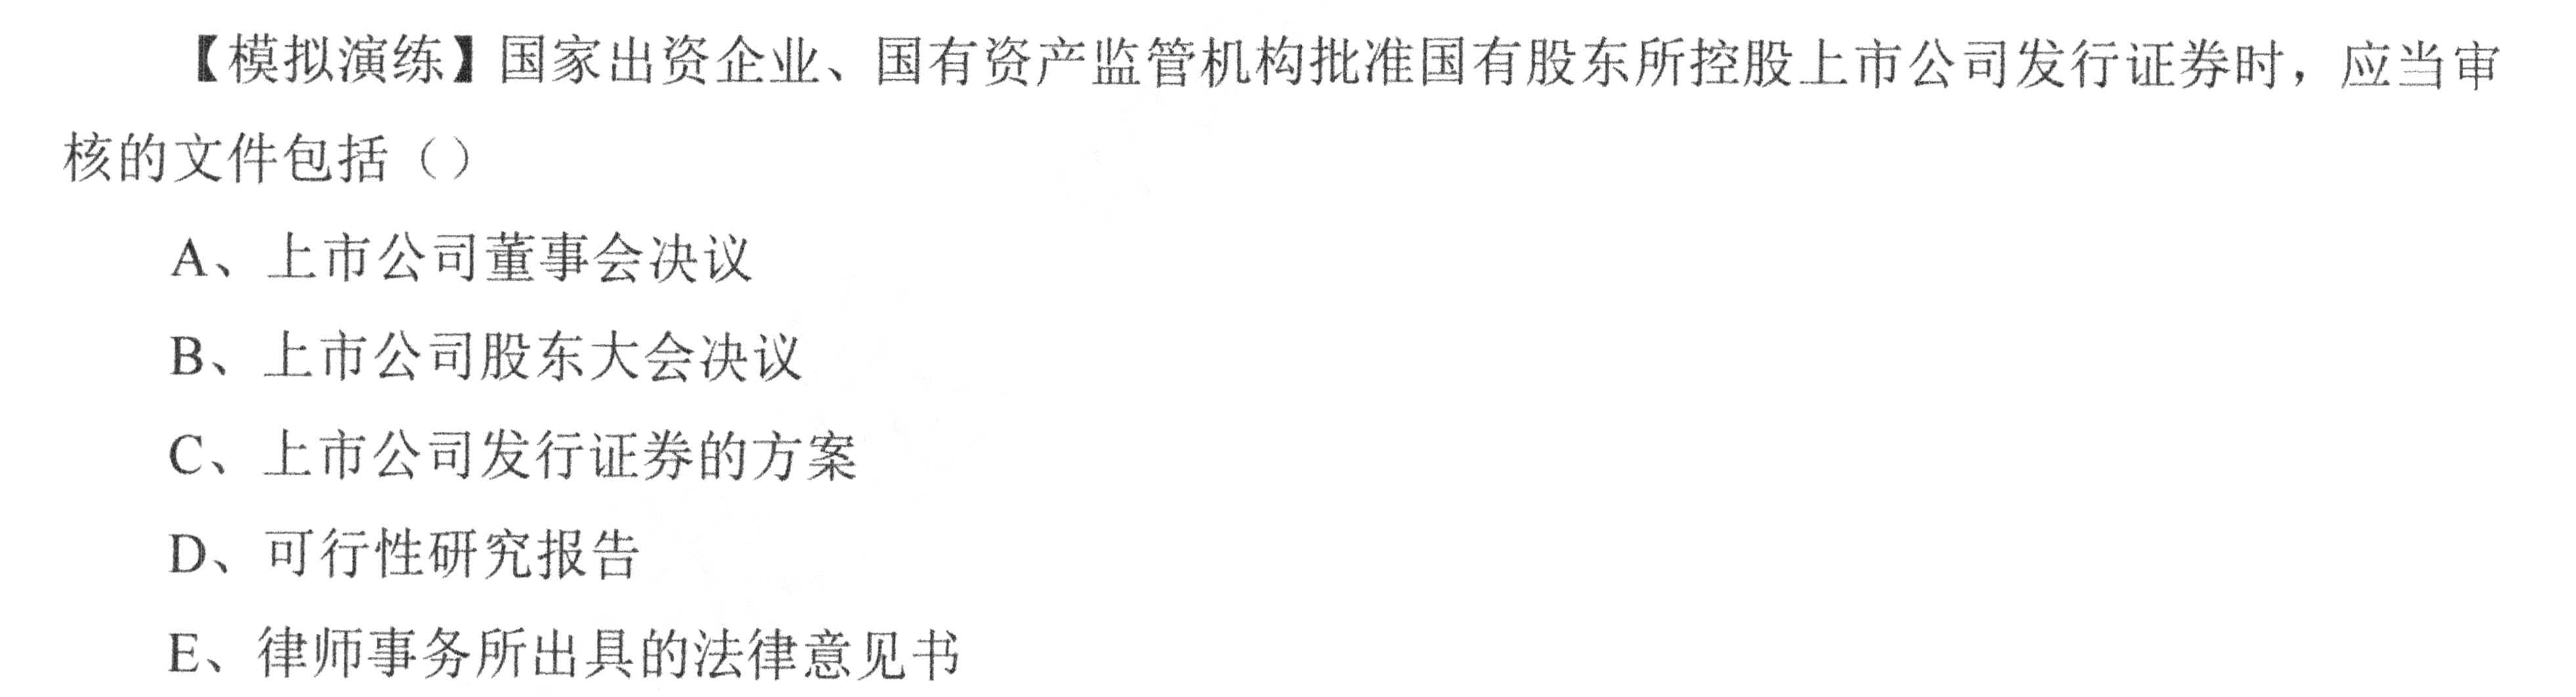 【模拟演练】国家出资企业、国有资产监管机构批准国有股东所控股上市公司发行证券时，应当审
核的文件包括（）
A、上市公司董事会决议
B、上市公司股东大会决议
C、上市公司发行证券的方案
D、可行性研究报告
E、律师事务所出具的法律意见书